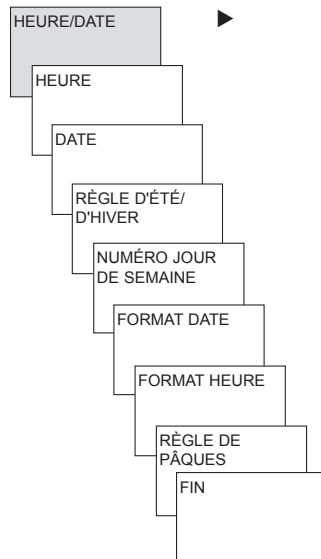 HEURE/DATE
HEURE
DATE
RÈGLE D'ÉTÉ/
D'HIVER
NUMÉRO JOUR
DE SEMAINE
FORMAT DATE
FORMAT HEURE
RÈGLE DE
PÂQUES
FIN